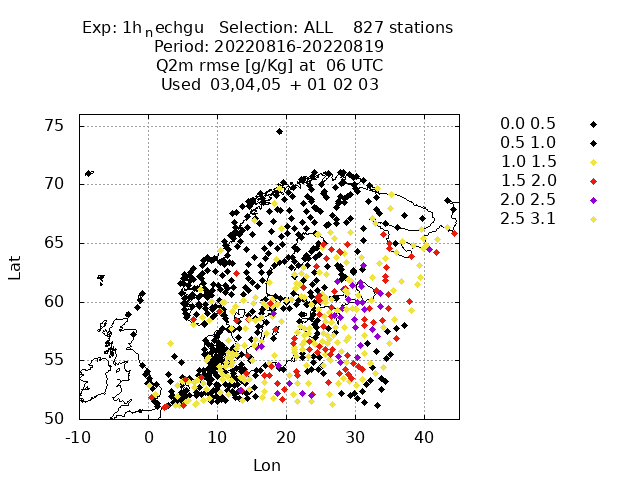 Exp: 1h_nechgu Selection: ALL 827 stations
Period: 20220816-20220819
Q2m rmse [g/Kg] at 06 UTC
Used 03,04,05 + 01 02 03
0.0 0.5
0.5 1.0
1.0 1.5
1.5 2.0
2.0 2.5
2.5 3.1
75
70
65
60
55
50
Lat
-10 0 10 20 30 40
Lon